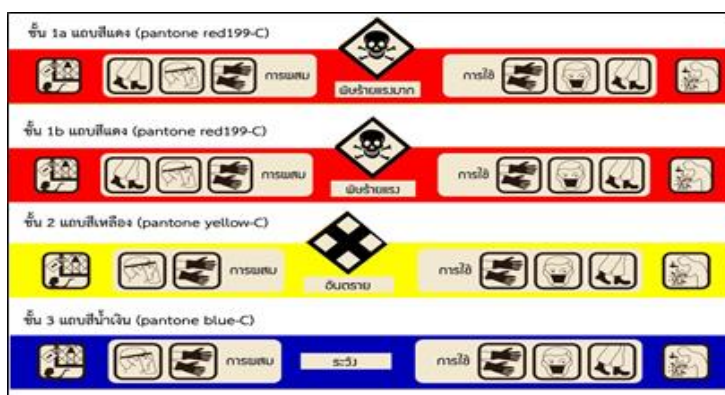 ชั้น 1a แถบสีแดง (pantone red199-C)
การผสม
พิษร้ายแรงมาก
การใช้
ชั้น 1b แถบสีแดง (pantone red199-C)
การผสม
พิษร้ายแรง
การใช้
ชั้น 2 แถบสีเหลือง (pantone yellow-C)
การผสม
อันตราย
การใช้
ชั้น 3 แถบสีน้ำเงิน (pantone blue-C)
การผสม
ระวัง
การใช้